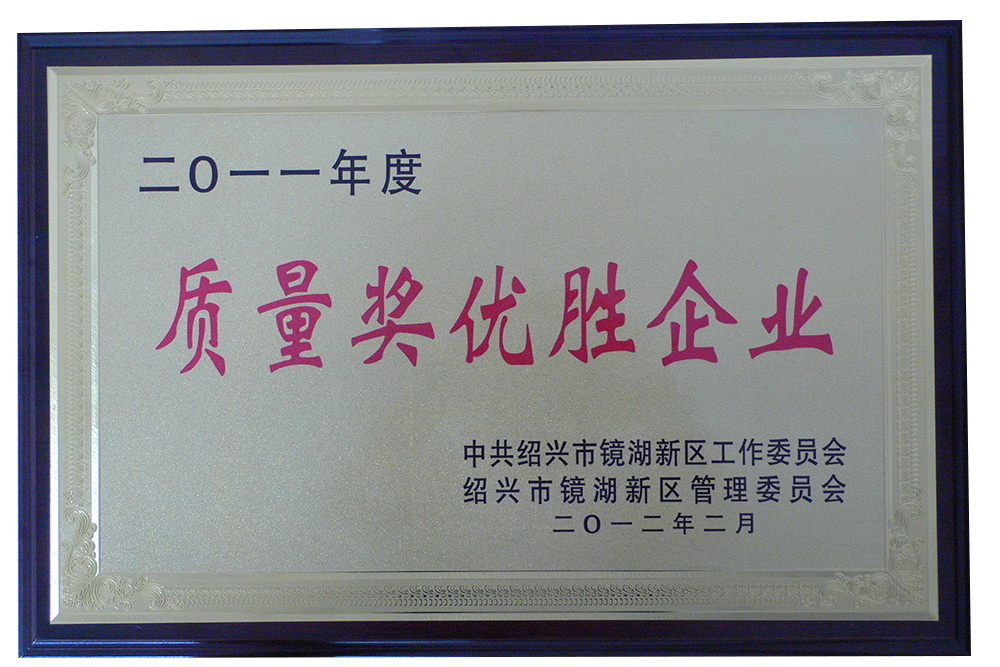 二〇一一年度
质量奖优胜企业
中共绍兴市镜湖新区工作委员会
绍兴市镜湖新区管理委员会
二〇一二年二月